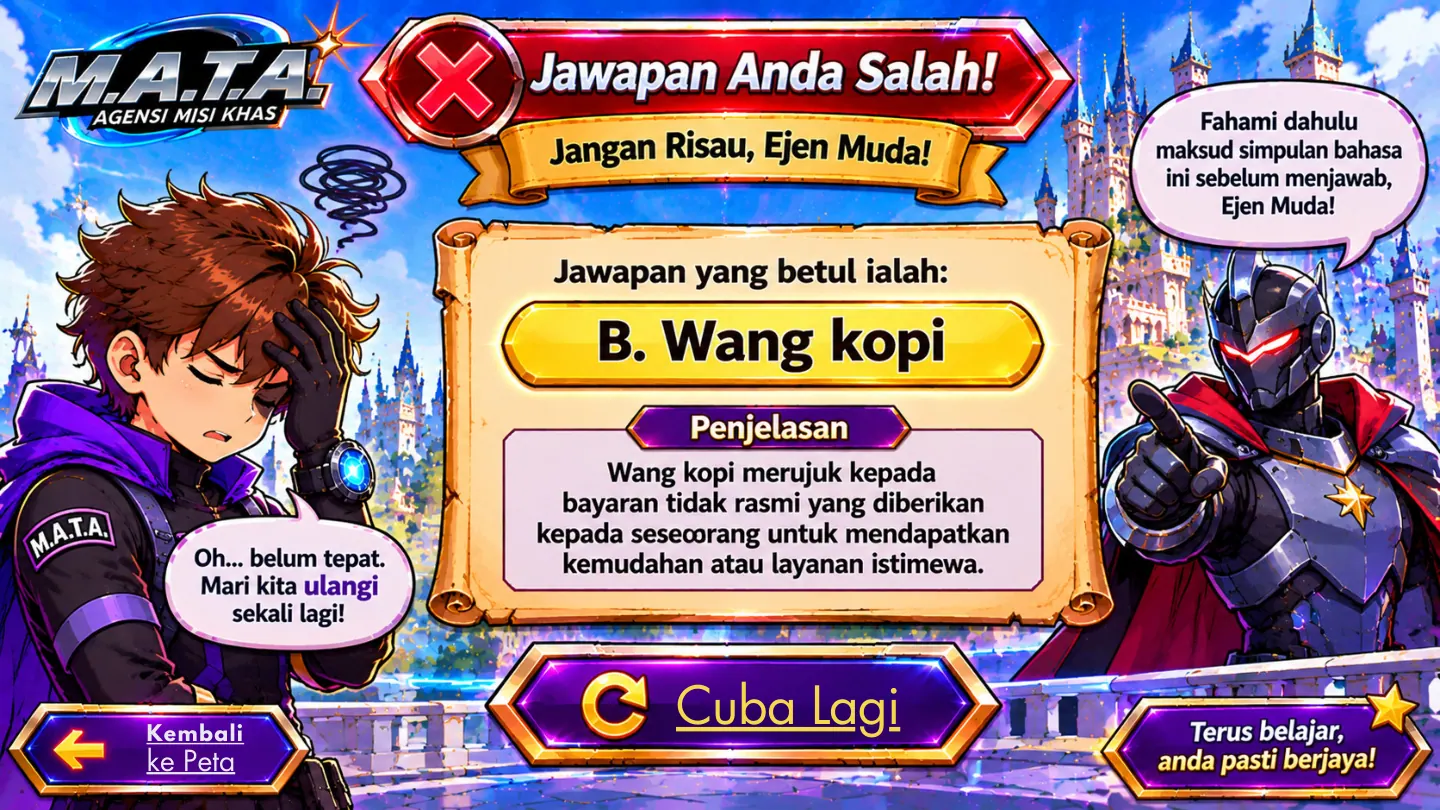 M.A.T.A.
AGENSI MISI KHAS
Jawapan Anda Salah!
Jangan Risau, Ejen Muda!
Fahami dahulu
maksud simpulan bahasa
ini sebelum menjawab,
Ejen Muda!
Jawapan yang betul ialah:
B. Wang kopi
Penjelasan
Wang kopi merujuk kepada
bayaran tidak rasmi yang diberikan
kepada seseorang untuk mendapatkan
kemudahan atau layanan istimewa.
M.A.T.A.
Oh... belum tepat.
Mari kita ulangi
sekali lagi!
Kembali
ke Peta
Cuba Lagi
Terus belajar,
anda pasti berjaya!